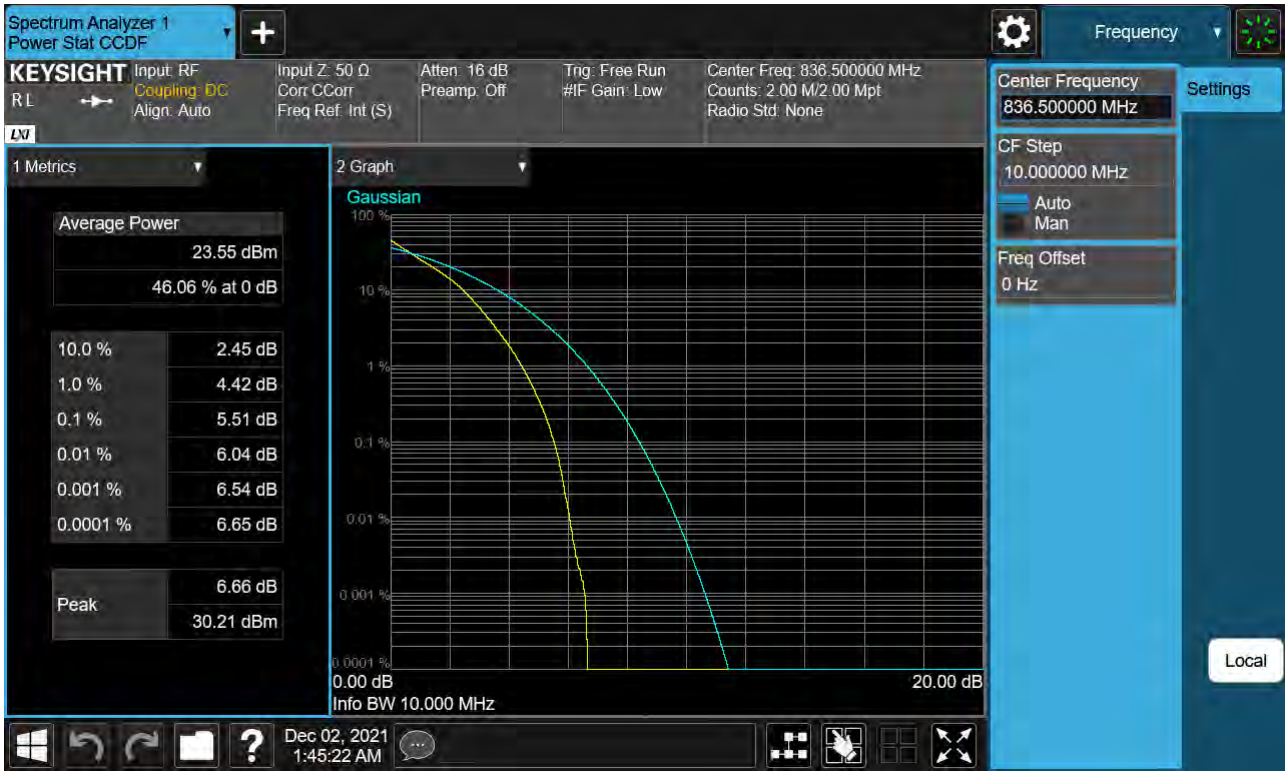 Spectrum Analyzer 1
Power Stat CCDF
Frequency
KEYSIGHT
Input: RF
Input Z: 50 Ω
Atten: 16 dB
Trig: Free Run
Center Freq: 836.500000 MHz
RL
Coupling: DC
Corr CCorr
Preamp: Off
#IF Gain: Low
Counts: 2.00 M/2.00 Mpt
Align: Auto
Freq Ref: Int (S)
Radio Std: None
LXI
Center Frequency
836.500000 MHz
Settings
CF Step
10.000000 MHz
Auto
Man
Freq Offset
0 Hz
1 Metrics
Average Power
23.55 dBm
46.06 % at 0 dB
10.0 % 2.45 dB
1.0 % 4.42 dB
0.1 % 5.51 dB
0.01 % 6.04 dB
0.001 % 6.54 dB
0.0001 % 6.65 dB
Peak
6.66 dB
30.21 dBm
2 Graph
Gaussian
100 %
10 %
1 %
0.1 %
0.01 %
0.001 %
0.0001 %
0.00 dB 20.00 dB
Info BW 10.000 MHz
Local
?
Dec 02, 2021
1:45:22 AM